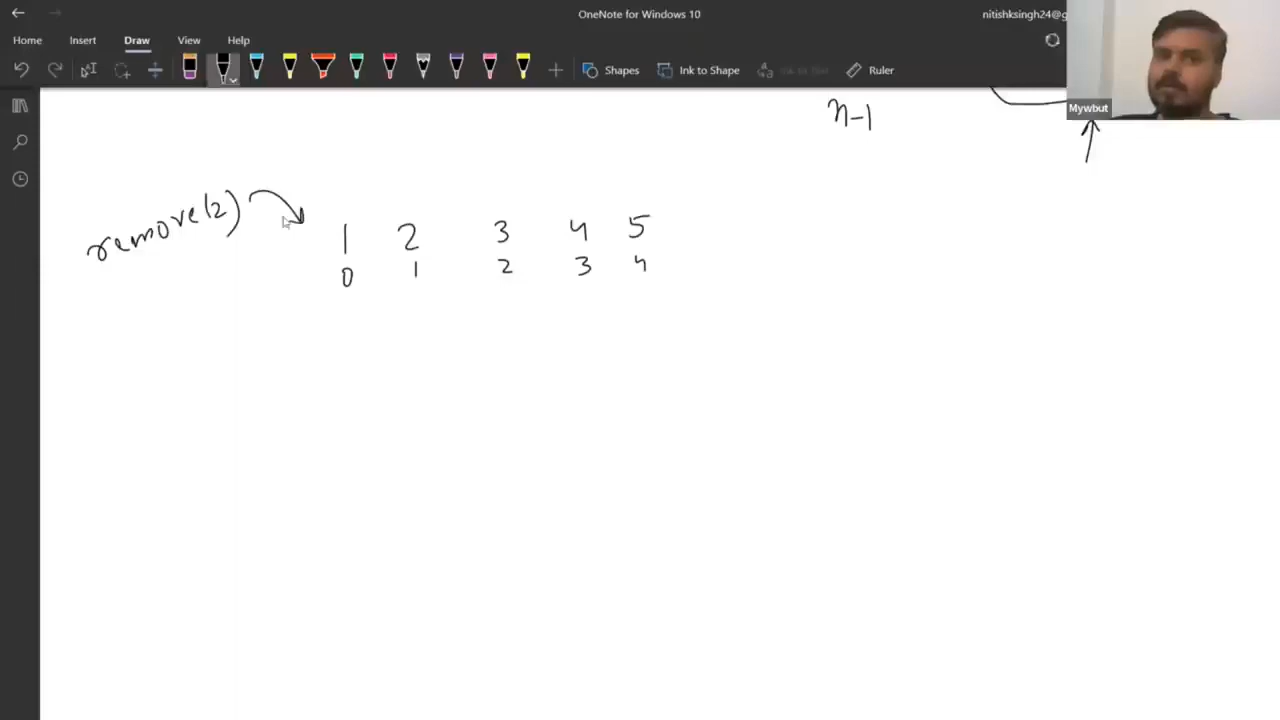 OneNote for Windows 10
nitishksingh24@g
Home Insert Draw View Help
Shapes Ink to Shape Ruler
Mywbut
n-1
remove(2)
1 2 3 4 5
0 1 2 3 4